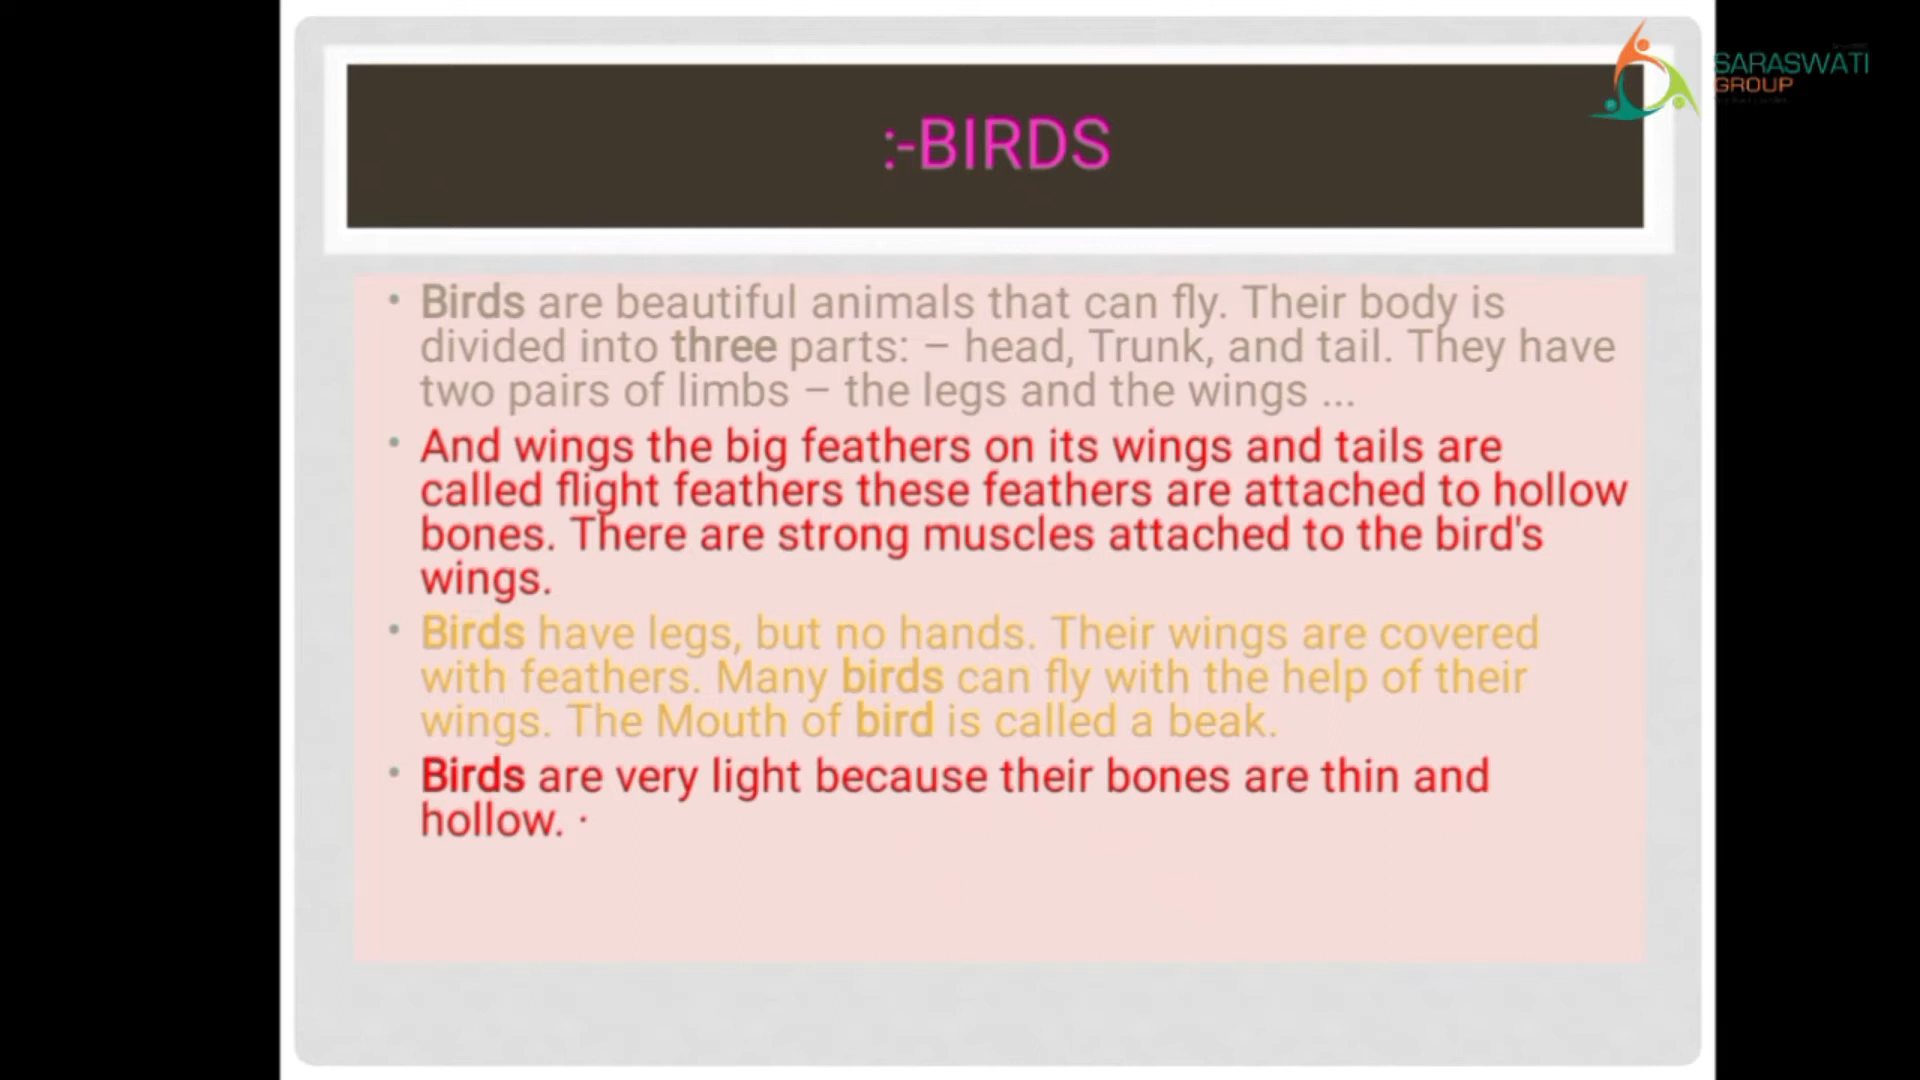 SARASWATI
GROUP
:-BIRDS
• Birds are beautiful animals that can fly. Their body is
divided into three parts: – head, Trunk, and tail. They have
two pairs of limbs – the legs and the wings ...
• And wings the big feathers on its wings and tails are
called flight feathers these feathers are attached to hollow
bones. There are strong muscles attached to the bird's
wings.
• Birds have legs, but no hands. Their wings are covered
with feathers. Many birds can fly with the help of their
wings. The Mouth of bird is called a beak.
• Birds are very light because their bones are thin and
hollow. ·